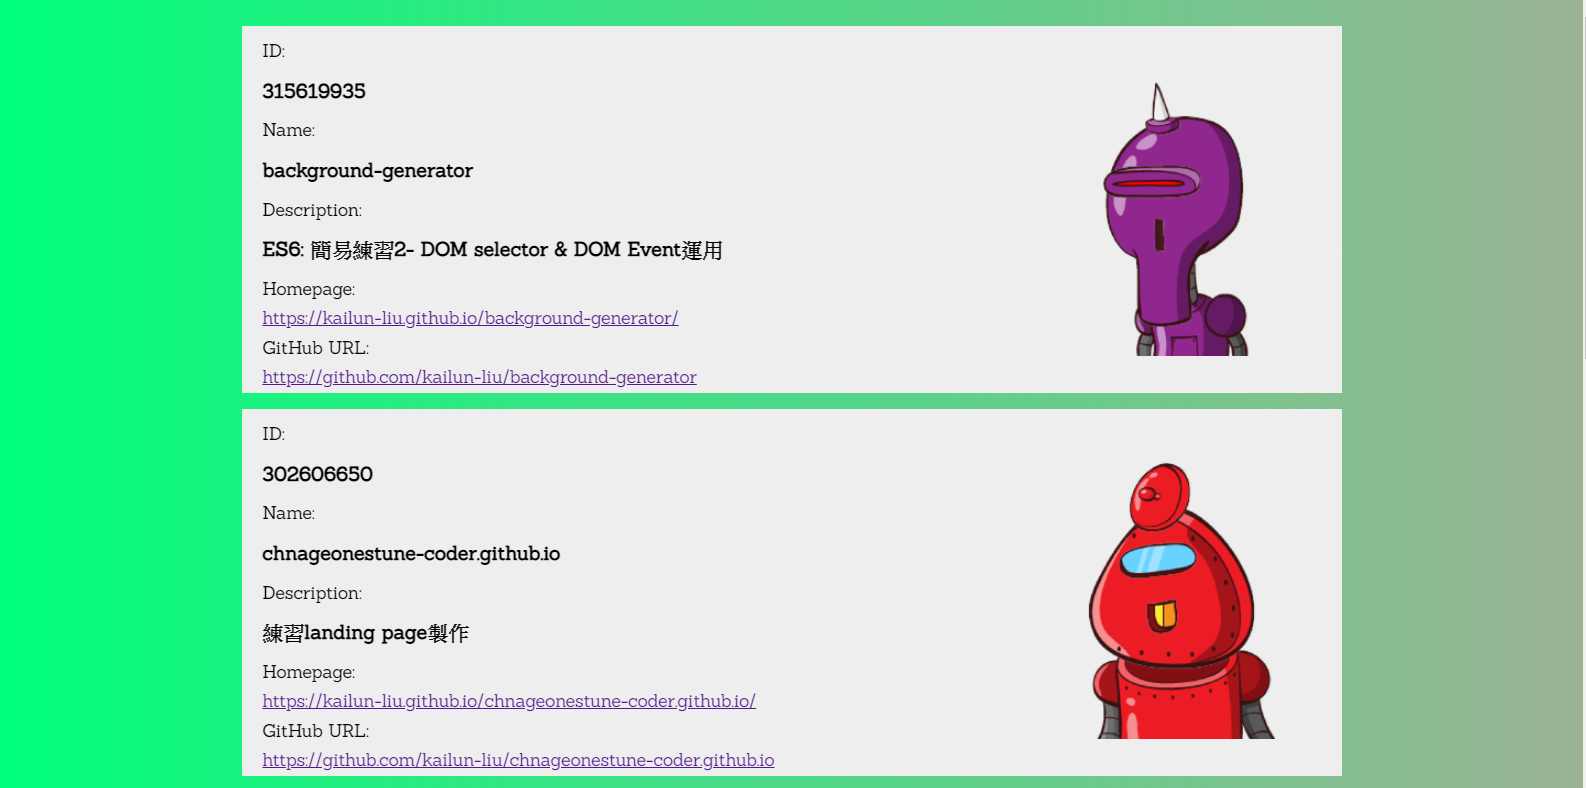 ID:
315619935
Name:
background-generator
Description:
ES6: 簡易練習2- DOM selector & DOM Event運用
Homepage:
https://kailun-liu.github.io/background-generator/
GitHub URL:
https://github.com/kailun-liu/background-generator
ID:
302606650
Name:
chnageonestune-coder.github.io
Description:
練習landing page製作
Homepage:
https://kailun-liu.github.io/chnageonestune-coder.github.io/
GitHub URL:
https://github.com/kailun-liu/chnageonestune-coder.github.io